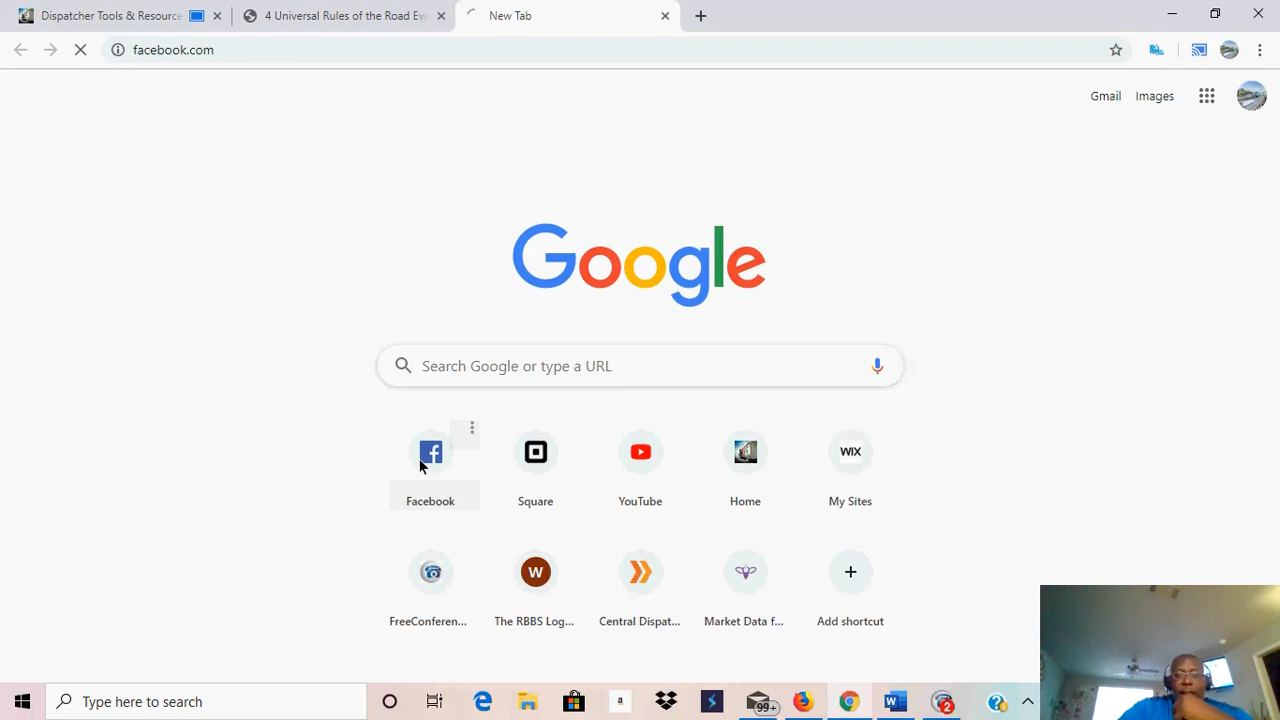 Dispatcher Tools & Resource
4 Universal Rules of the Road Eve
New Tab
facebook.com
Gmail
Images
Google
Search Google or type a URL
Facebook
Square
YouTube
Home
WIX
My Sites
FreeConferen...
W
The RBBS Log...
Central Dispat...
Market Data f...
Add shortcut
Type here to search
a
99+
2